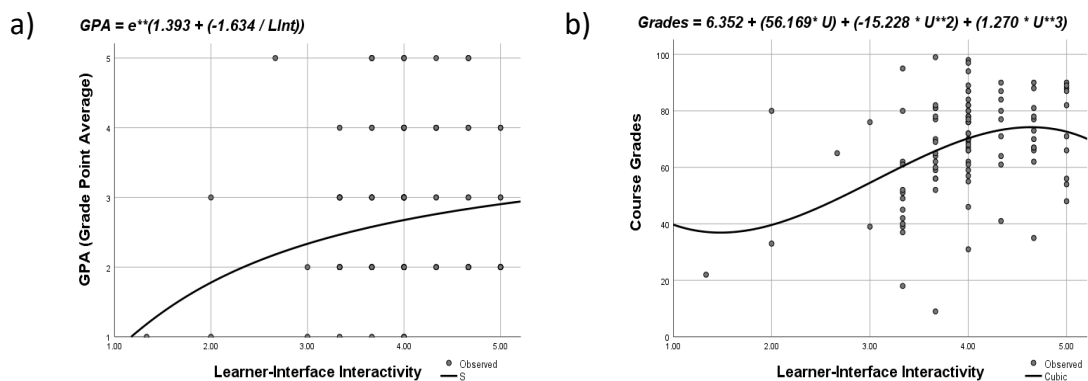 a)
GPA = e**(1.393 + (-1.634 / LInt))
GPA (Grade Point Average)
5
4
3
2
1
1.00 2.00 3.00 4.00 5.00
Learner-Interface Interactivity
Observed
S
b)
Grades = 6.352 + (56.169* U) + (-15.228 * U**2) + (1.270 * U**3)
Course Grades
100
80
60
40
20
0
1.00 2.00 3.00 4.00 5.00
Learner-Interface Interactivity
Observed
Cubic